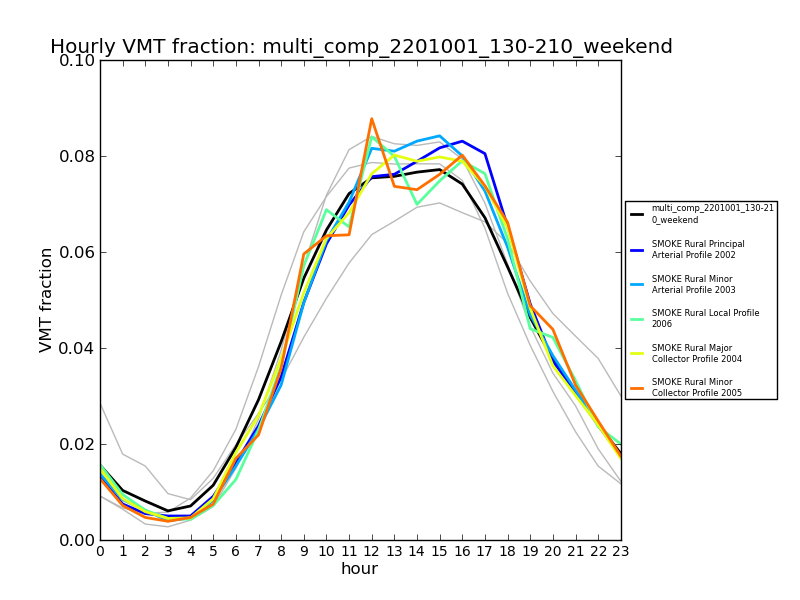 Hourly VMT fraction: multi_comp_2201001_130-210_weekend
0.10
0.08
0.06
0.04
0.02
0.00
VMT fraction
0 1 2 3 4 5 6 7 8 9 10 11 12 13 14 15 16 17 18 19 20 21 22 23
hour
multi_comp_2201001_130-21
0_weekend
SMOKE Rural Principal
Arterial Profile 2002
SMOKE Rural Minor
Arterial Profile 2003
SMOKE Rural Local Profile
2006
SMOKE Rural Major
Collector Profile 2004
SMOKE Rural Minor
Collector Profile 2005